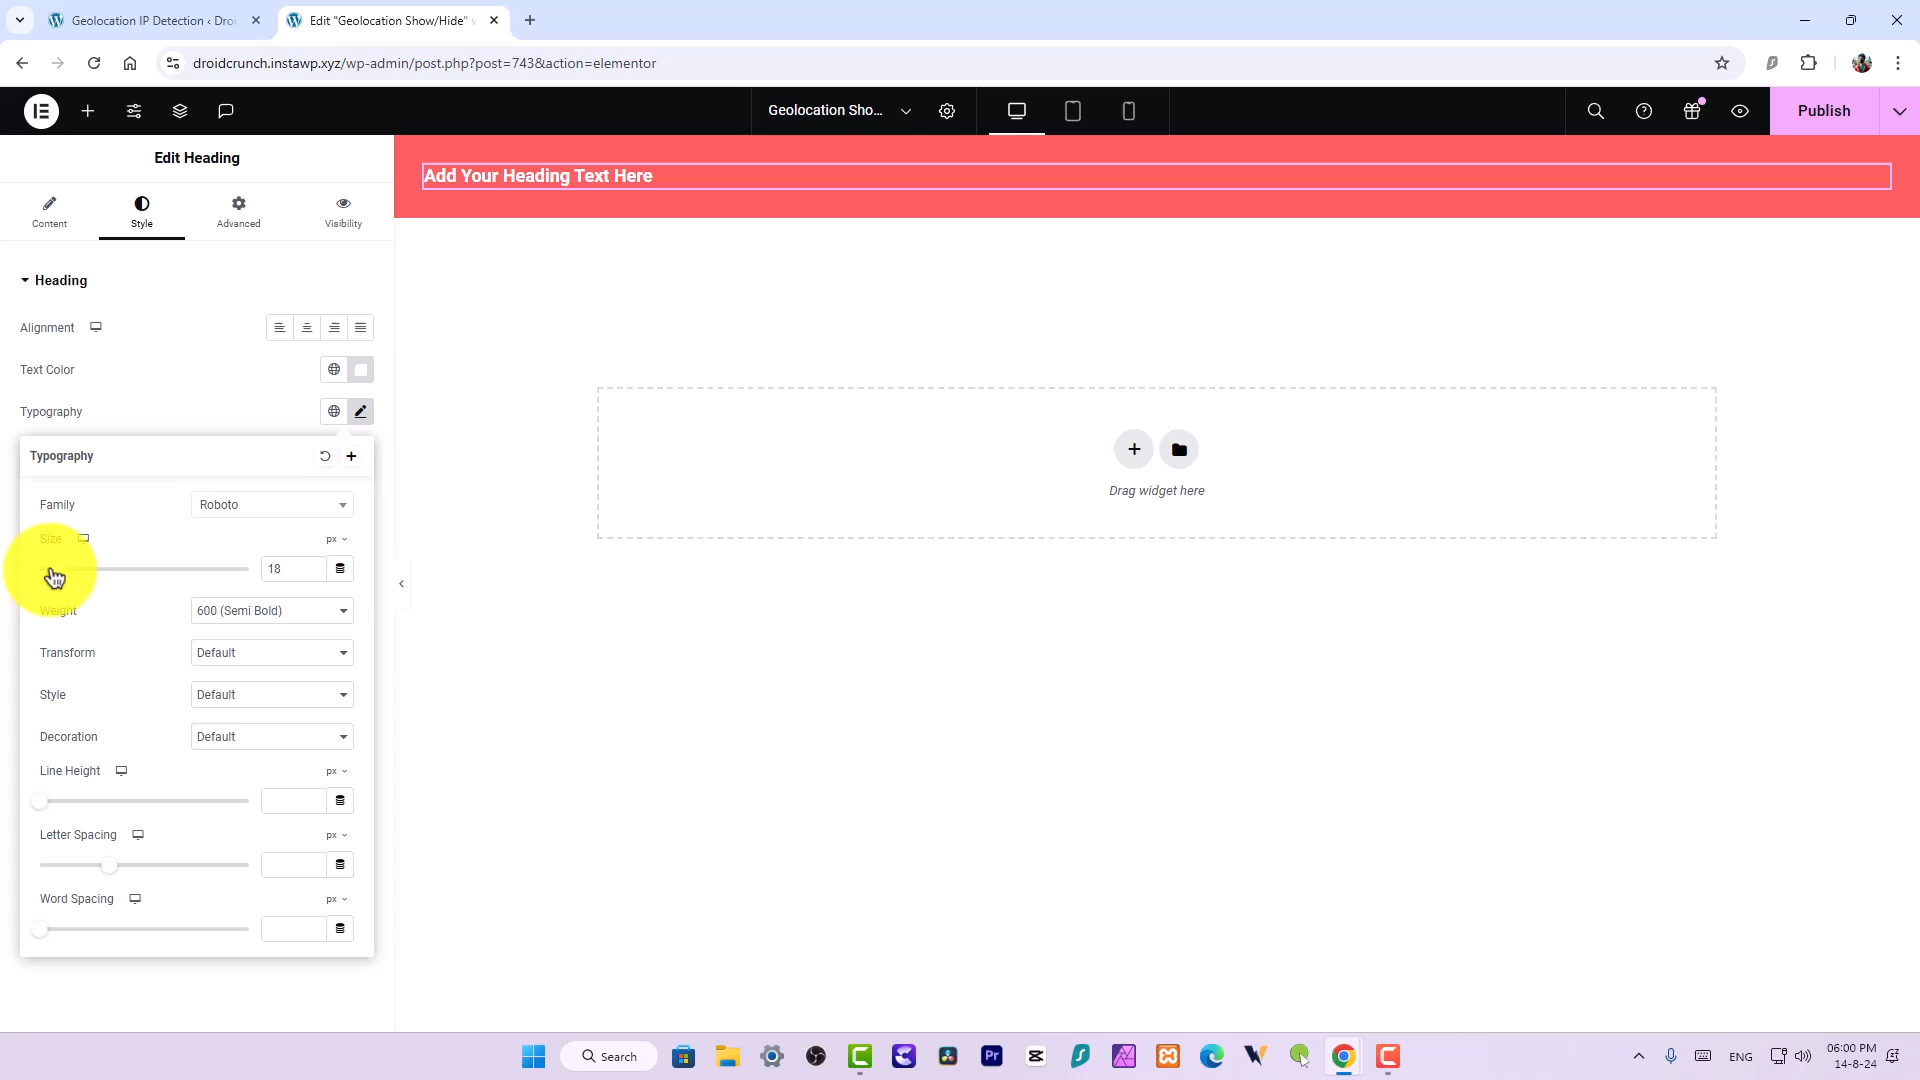 Geolocation IP Detection ‹ Droi
Edit "Geolocation Show/Hide" w
droidcrunch.instawp.xyz/wp-admin/post.php?post=743&action=elementor
Geolocation Sho...
Publish
Edit Heading
Content
Style
Advanced
Visibility
Add Your Heading Text Here
Heading
Alignment
Text Color
Typography
Typography
Family
Roboto
Size
px
18
Weight
600 (Semi Bold)
Transform
Default
Style
Default
Decoration
Default
Line Height
px
Letter Spacing
px
Word Spacing
px
Drag widget here
Search
Pr
ENG
06:00 PM
14-8-24